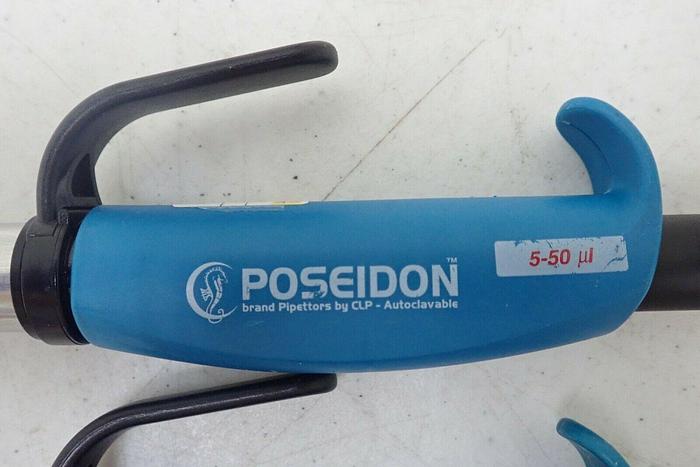 POSEIDON™
brand Pipettors by CLP - Autoclavable
5-50 µl